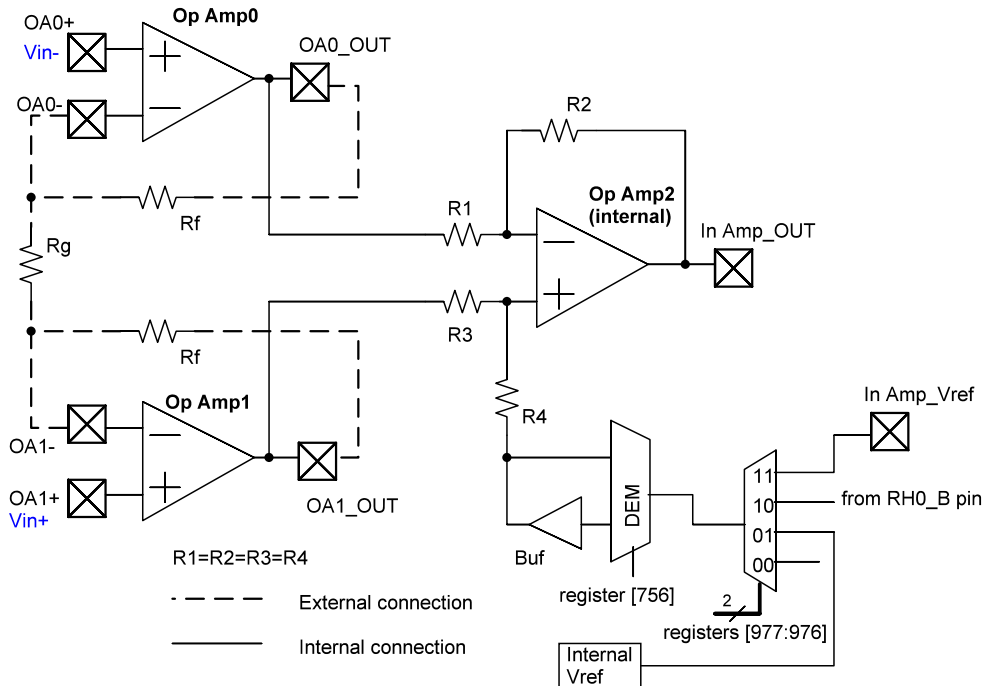 Op Amp0
OA0+
Vin-
OA0_OUT
OA0-
R2
Rf
R1
Op Amp2
(internal)
In Amp_OUT
Rg
R3
Rf
Op Amp1
R4
In Amp_Vref
OA1-
OA1+
Vin+
OA1_OUT
DEM
11
10
from RH0_B pin
01
00
Buf
R1=R2=R3=R4
register [756]
2
registers [977:976]
External connection
Internal connection
Internal
Vref